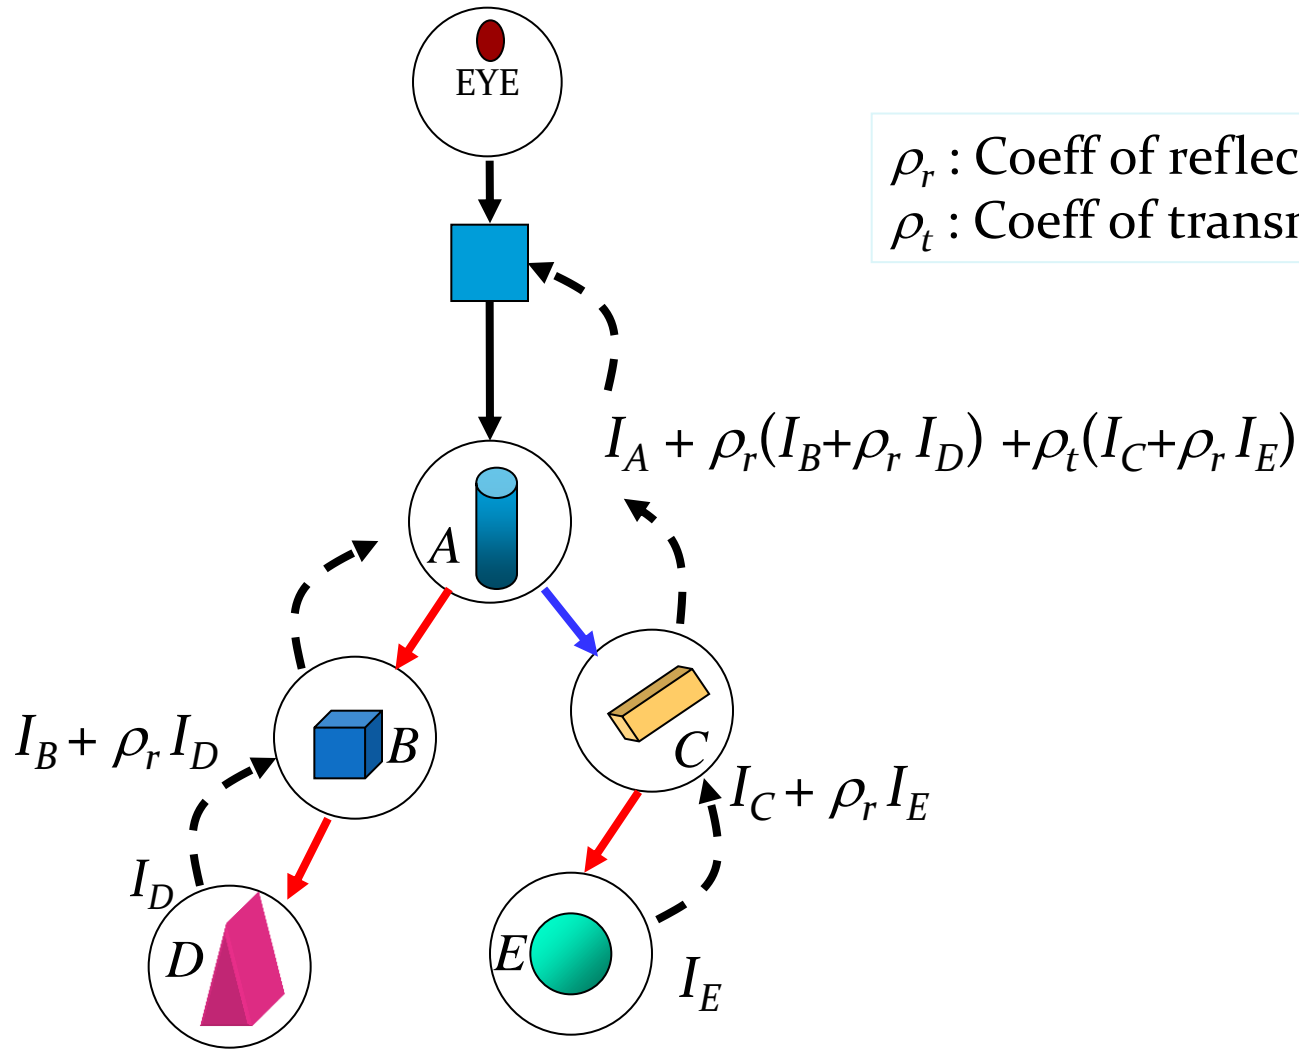 EYE
ρr : Coeff of reflec
ρt : Coeff of transm
IA + ρr(IB+ρr ID) +ρt(IC+ρr IE)
A
IB + ρr ID
B
C
IC + ρr IE
ID
D
E
IE